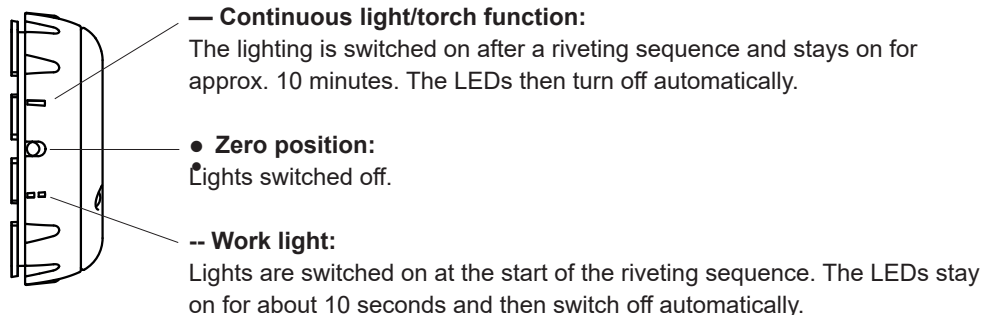 — Continuous light/torch function:
The lighting is switched on after a riveting sequence and stays on for
approx. 10 minutes. The LEDs then turn off automatically.
● Zero position:
Lights switched off.
-- Work light:
Lights are switched on at the start of the riveting sequence. The LEDs stay
on for about 10 seconds and then switch off automatically.